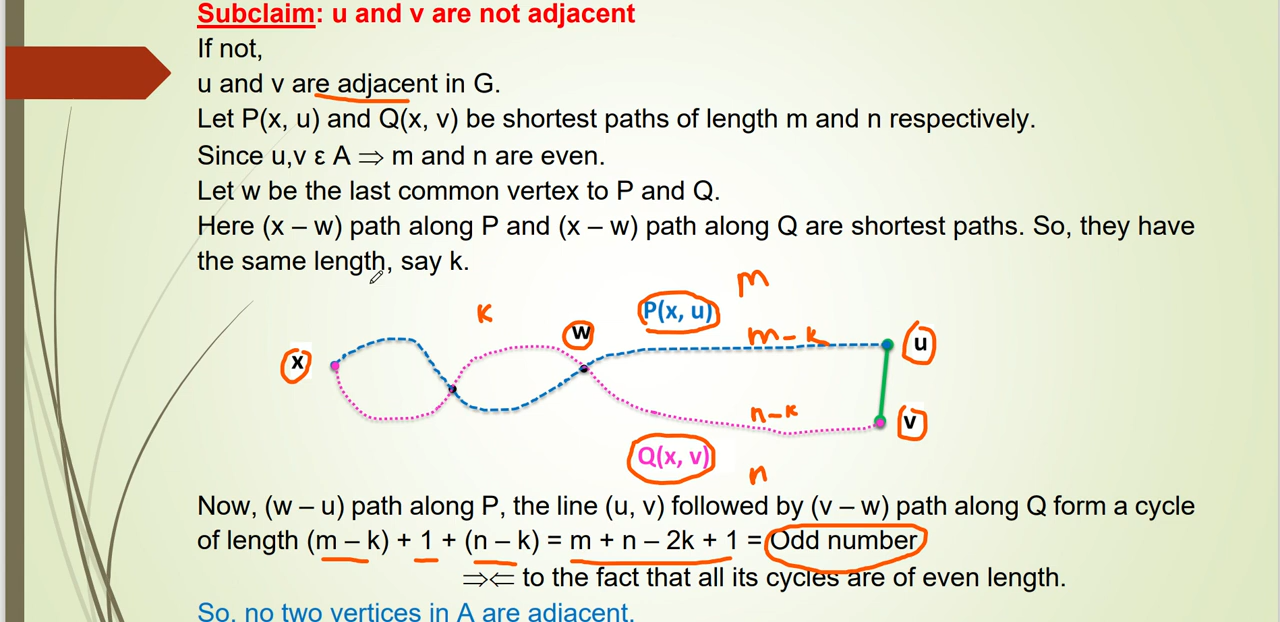 Subclaim: u and v are not adjacent
If not,
u and v are adjacent in G.
Let P(x, u) and Q(x, v) be shortest paths of length m and n respectively.
Since u,v ε A ⇒ m and n are even.
Let w be the last common vertex to P and Q.
Here (x – w) path along P and (x – w) path along Q are shortest paths. So, they have
the same length, say k.
m
K
P(x, u)
w
m-k
u
x
n-k
v
Q(x, v)
n
Now, (w – u) path along P, the line (u, v) followed by (v – w) path along Q form a cycle
of length (m – k) + 1 + (n – k) = m + n – 2k + 1 = Odd number
⇒⇐ to the fact that all its cycles are of even length.
So, no two vertices in A are adjacent.